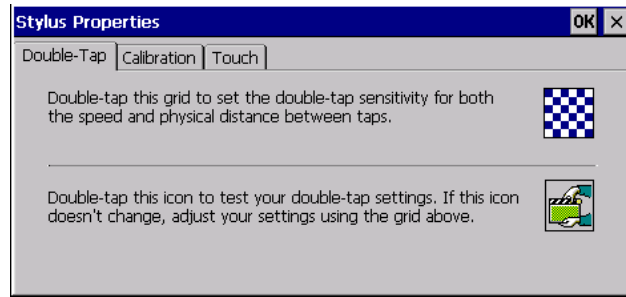 Stylus Properties OK ×
Double-Tap Calibration Touch
Double-tap this grid to set the double-tap sensitivity for both
the speed and physical distance between taps.
Double-tap this icon to test your double-tap settings. If this icon
doesn't change, adjust your settings using the grid above.